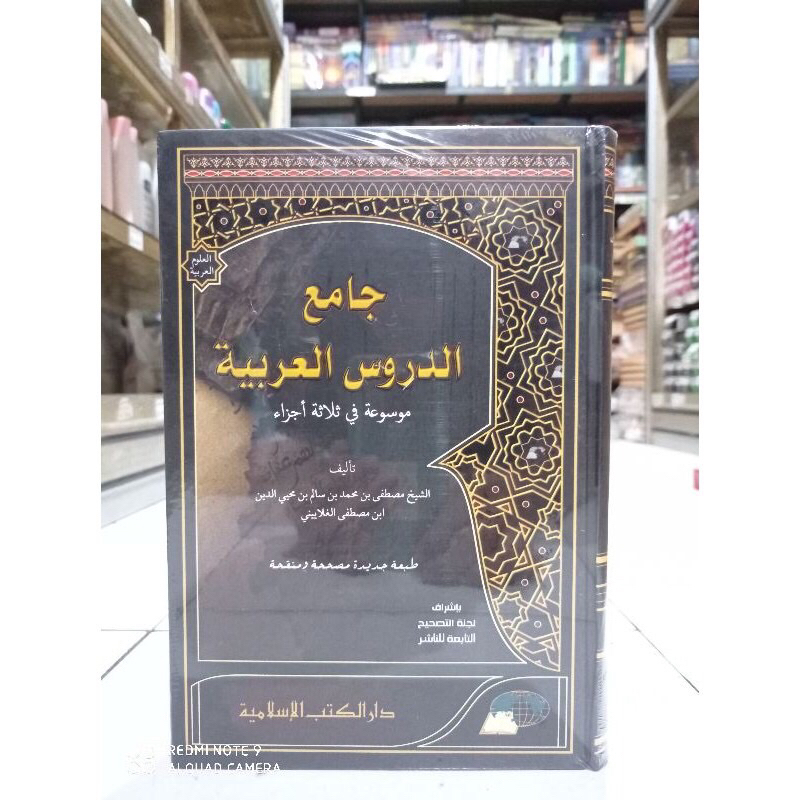 العلوم
العربية
جامع
الدروس العربية
موسوعة في ثلاثة أجزاء
تأليف
الشيخ مصطفى بن محمد بن سالم بن محيي الدين
ابن مصطفى الغلاييني
طبعة جديدة مصححة ومنقحة
بإشراف
لجنة التصحيح
التابعة للناشر
دار الكتب الإسلامية
REDMI NOTE 9
AI QUAD CAMERA